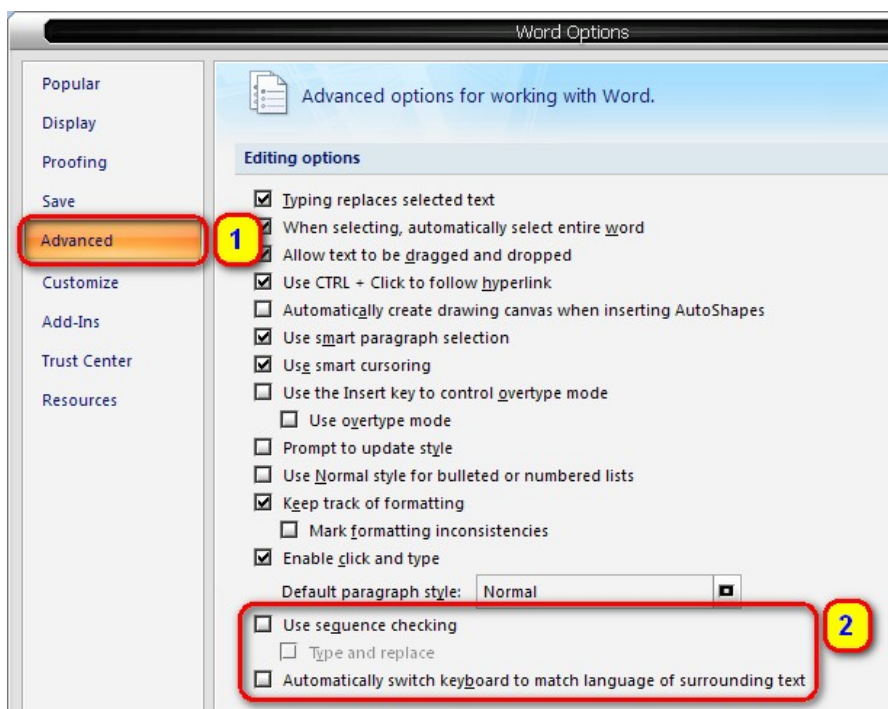 Word Options
Popular
Display
Proofing
Save
Advanced
1
Customize
Add-Ins
Trust Center
Resources
Advanced options for working with Word.
Editing options
Typing replaces selected text
When selecting, automatically select entire word
Allow text to be dragged and dropped
Use CTRL + Click to follow hyperlink
Automatically create drawing canvas when inserting AutoShapes
Use smart paragraph selection
Use smart cursoring
Use the Insert key to control overtype mode
Use overtype mode
Prompt to update style
Use Normal style for bulleted or numbered lists
Keep track of formatting
Mark formatting inconsistencies
Enable click and type
Default paragraph style: Normal
Use sequence checking
2
Type and replace
Automatically switch keyboard to match language of surrounding text